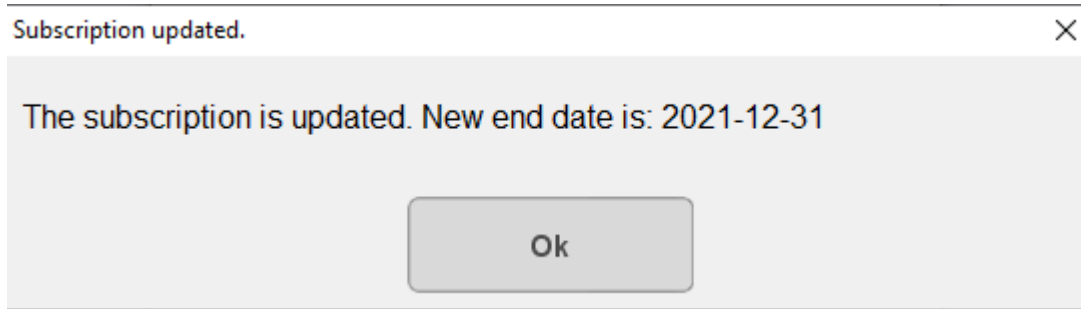 Subscription updated.
The subscription is updated. New end date is: 2021-12-31
Ok